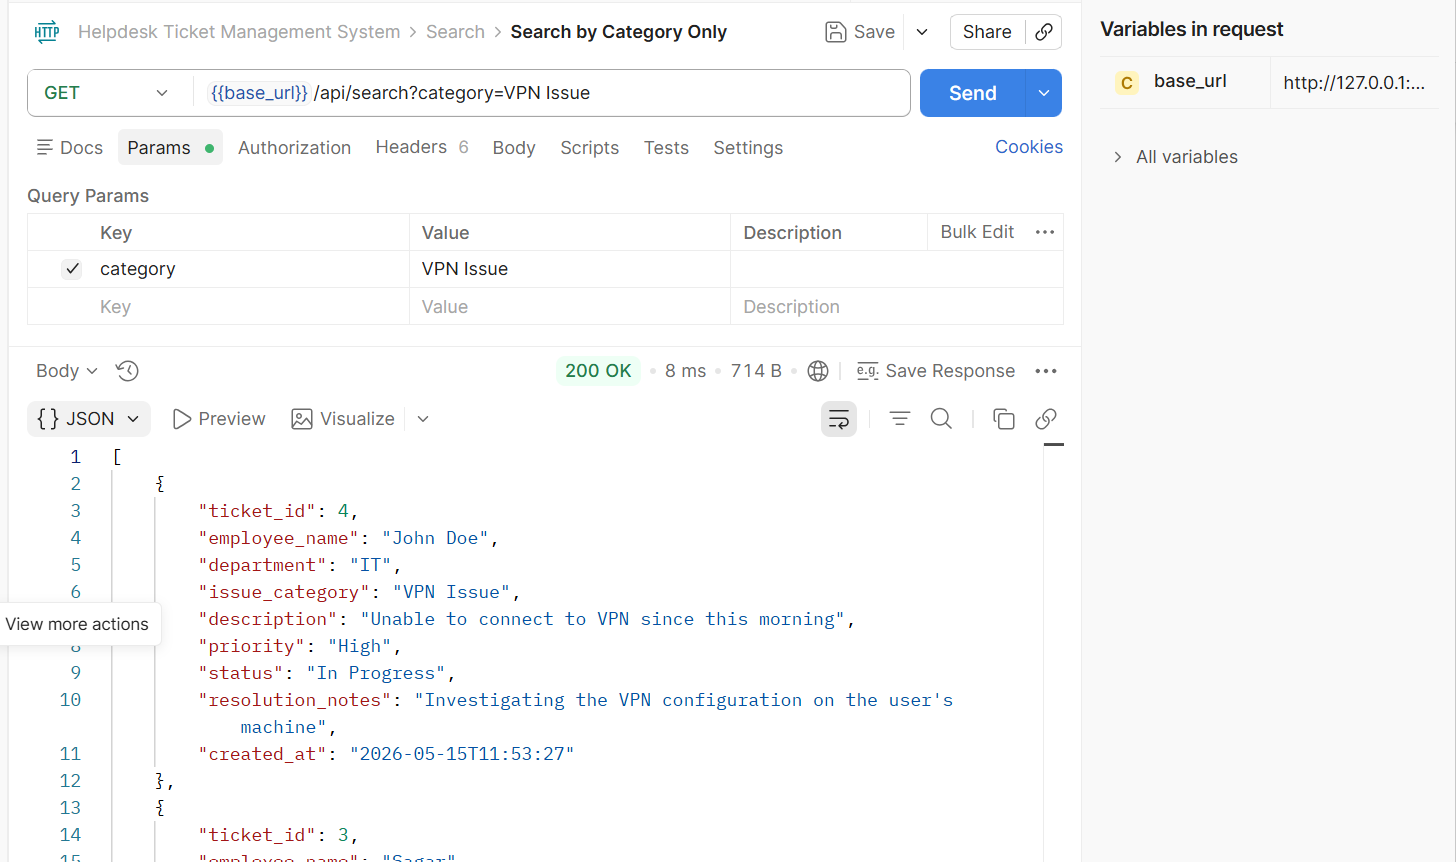 HTTP Helpdesk Ticket Management System > Search > Search by Category Only Save Share
GET {{base_url}} /api/search?category=VPN Issue Send
Docs Params Authorization Headers 6 Body Scripts Tests Settings Cookies
Query Params
Key Value Description Bulk Edit
category VPN Issue
Key Value Description
Body 200 OK 8 ms 714 B e.g. Save Response
{} JSON Preview Visualize
1 [
2 {
3 "ticket_id": 4,
4 "employee_name": "John Doe",
5 "department": "IT",
6 "issue_category": "VPN Issue",
"description": "Unable to connect to VPN since this morning",
8 "priority": "High",
9 "status": "In Progress",
10 "resolution_notes": "Investigating the VPN configuration on the user's
machine",
11 "created_at": "2026-05-15T11:53:27"
12 },
13 {
14 "ticket_id": 3,
15 "employee_name": "Sagar"
View more actions
Variables in request
C base_url http://127.0.0.1:...
All variables